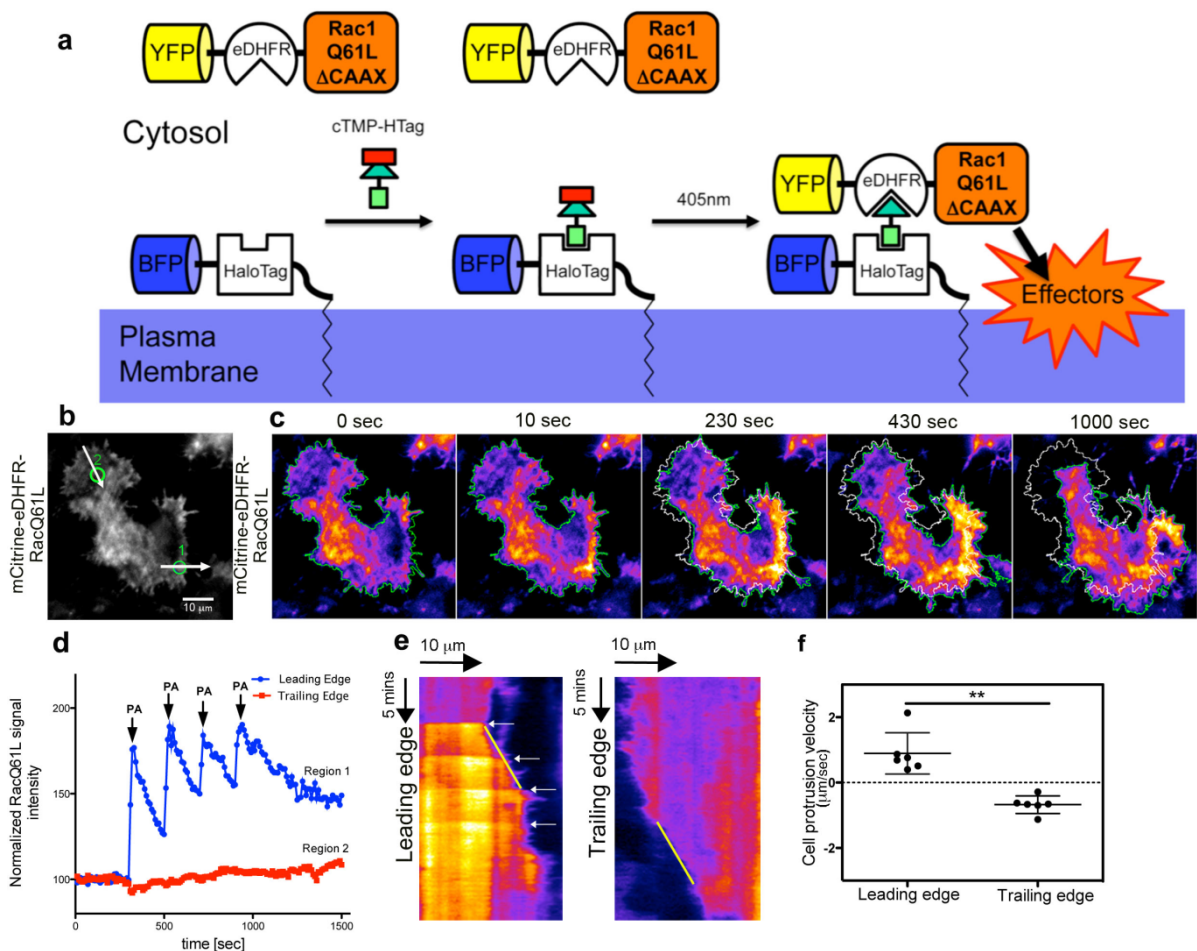 a
YFP
eDHFR
Rac1
Q61L
ΔCAAX
YFP
eDHFR
Rac1
Q61L
ΔCAAX
Cytosol
cTMP-HTag
405nm
YFP
eDHFR
Rac1
Q61L
ΔCAAX
BFP
HaloTag
BFP
HaloTag
BFP
HaloTag
Effectors
Plasma
Membrane
b
mCitrine-eDHFR-
RacQ61L
2
1
10 μm
c
mCitrine-eDHFR-
RacQ61L
0 sec
10 sec
230 sec
430 sec
1000 sec
d
Normalized RacQ61L signal
intensity
200
150
100
0
500
1000
1500
time [sec]
PA
PA
PA
PA
Leading Edge
Trailing Edge
Region 1
Region 2
e
10 μm
5 mins
Leading edge
10 μm
5 mins
Trailing edge
f
Cell protrusion velocity
(μm/sec)
2
0
-2
**
Leading edge
Trailing edge